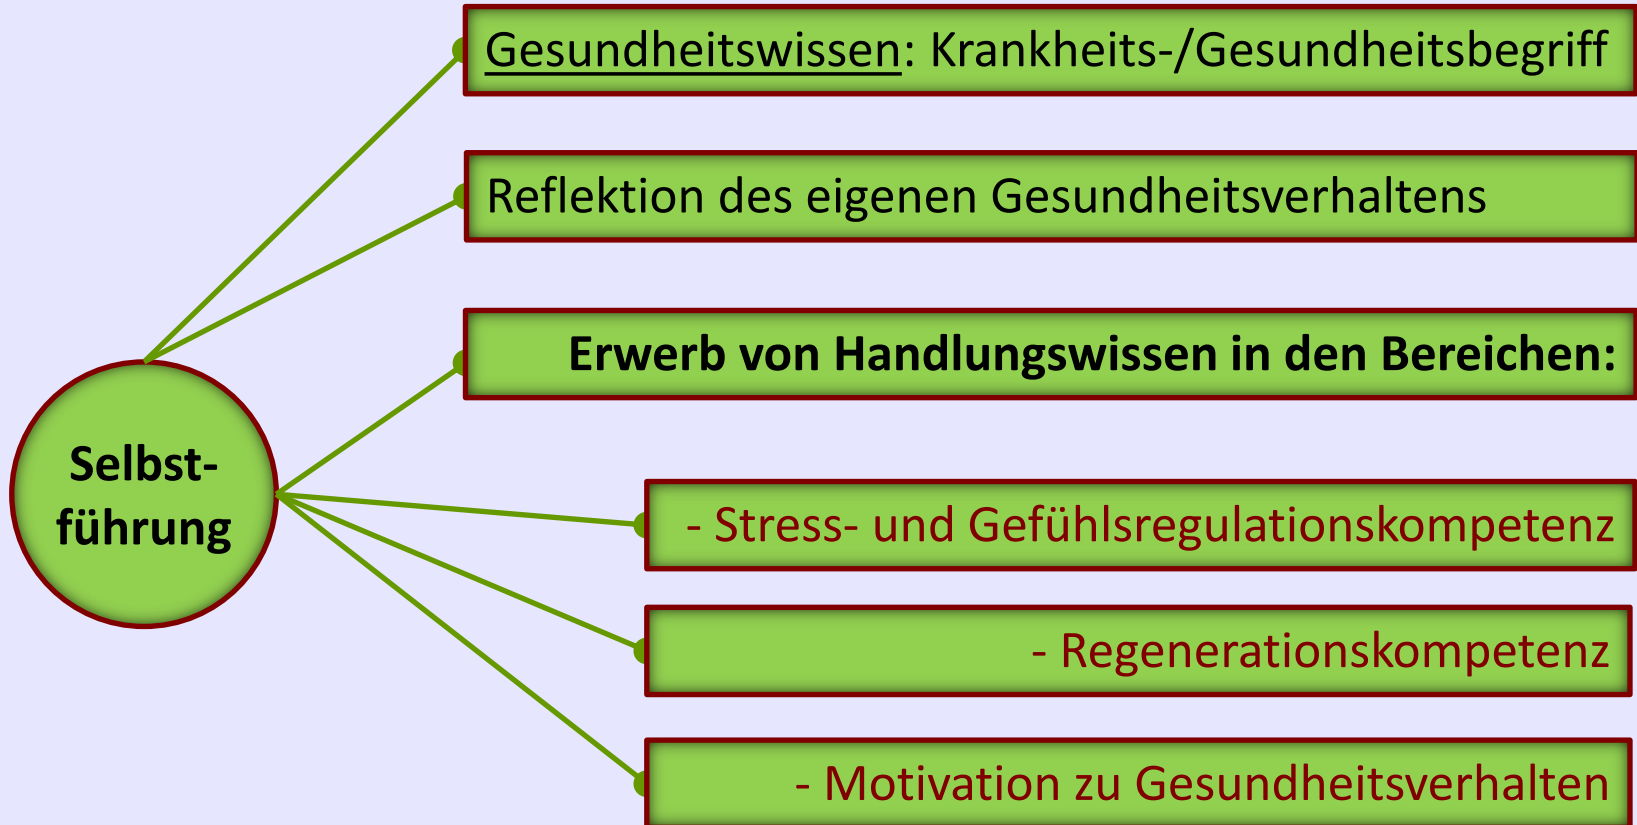 Gesundheitswissen: Krankheits-/Gesundheitsbegriff
Reflektion des eigenen Gesundheitsverhaltens
Erwerb von Handlungswissen in den Bereichen:
Selbst-
führung
- Stress- und Gefühlsregulationskompetenz
- Regenerationskompetenz
- Motivation zu Gesundheitsverhalten